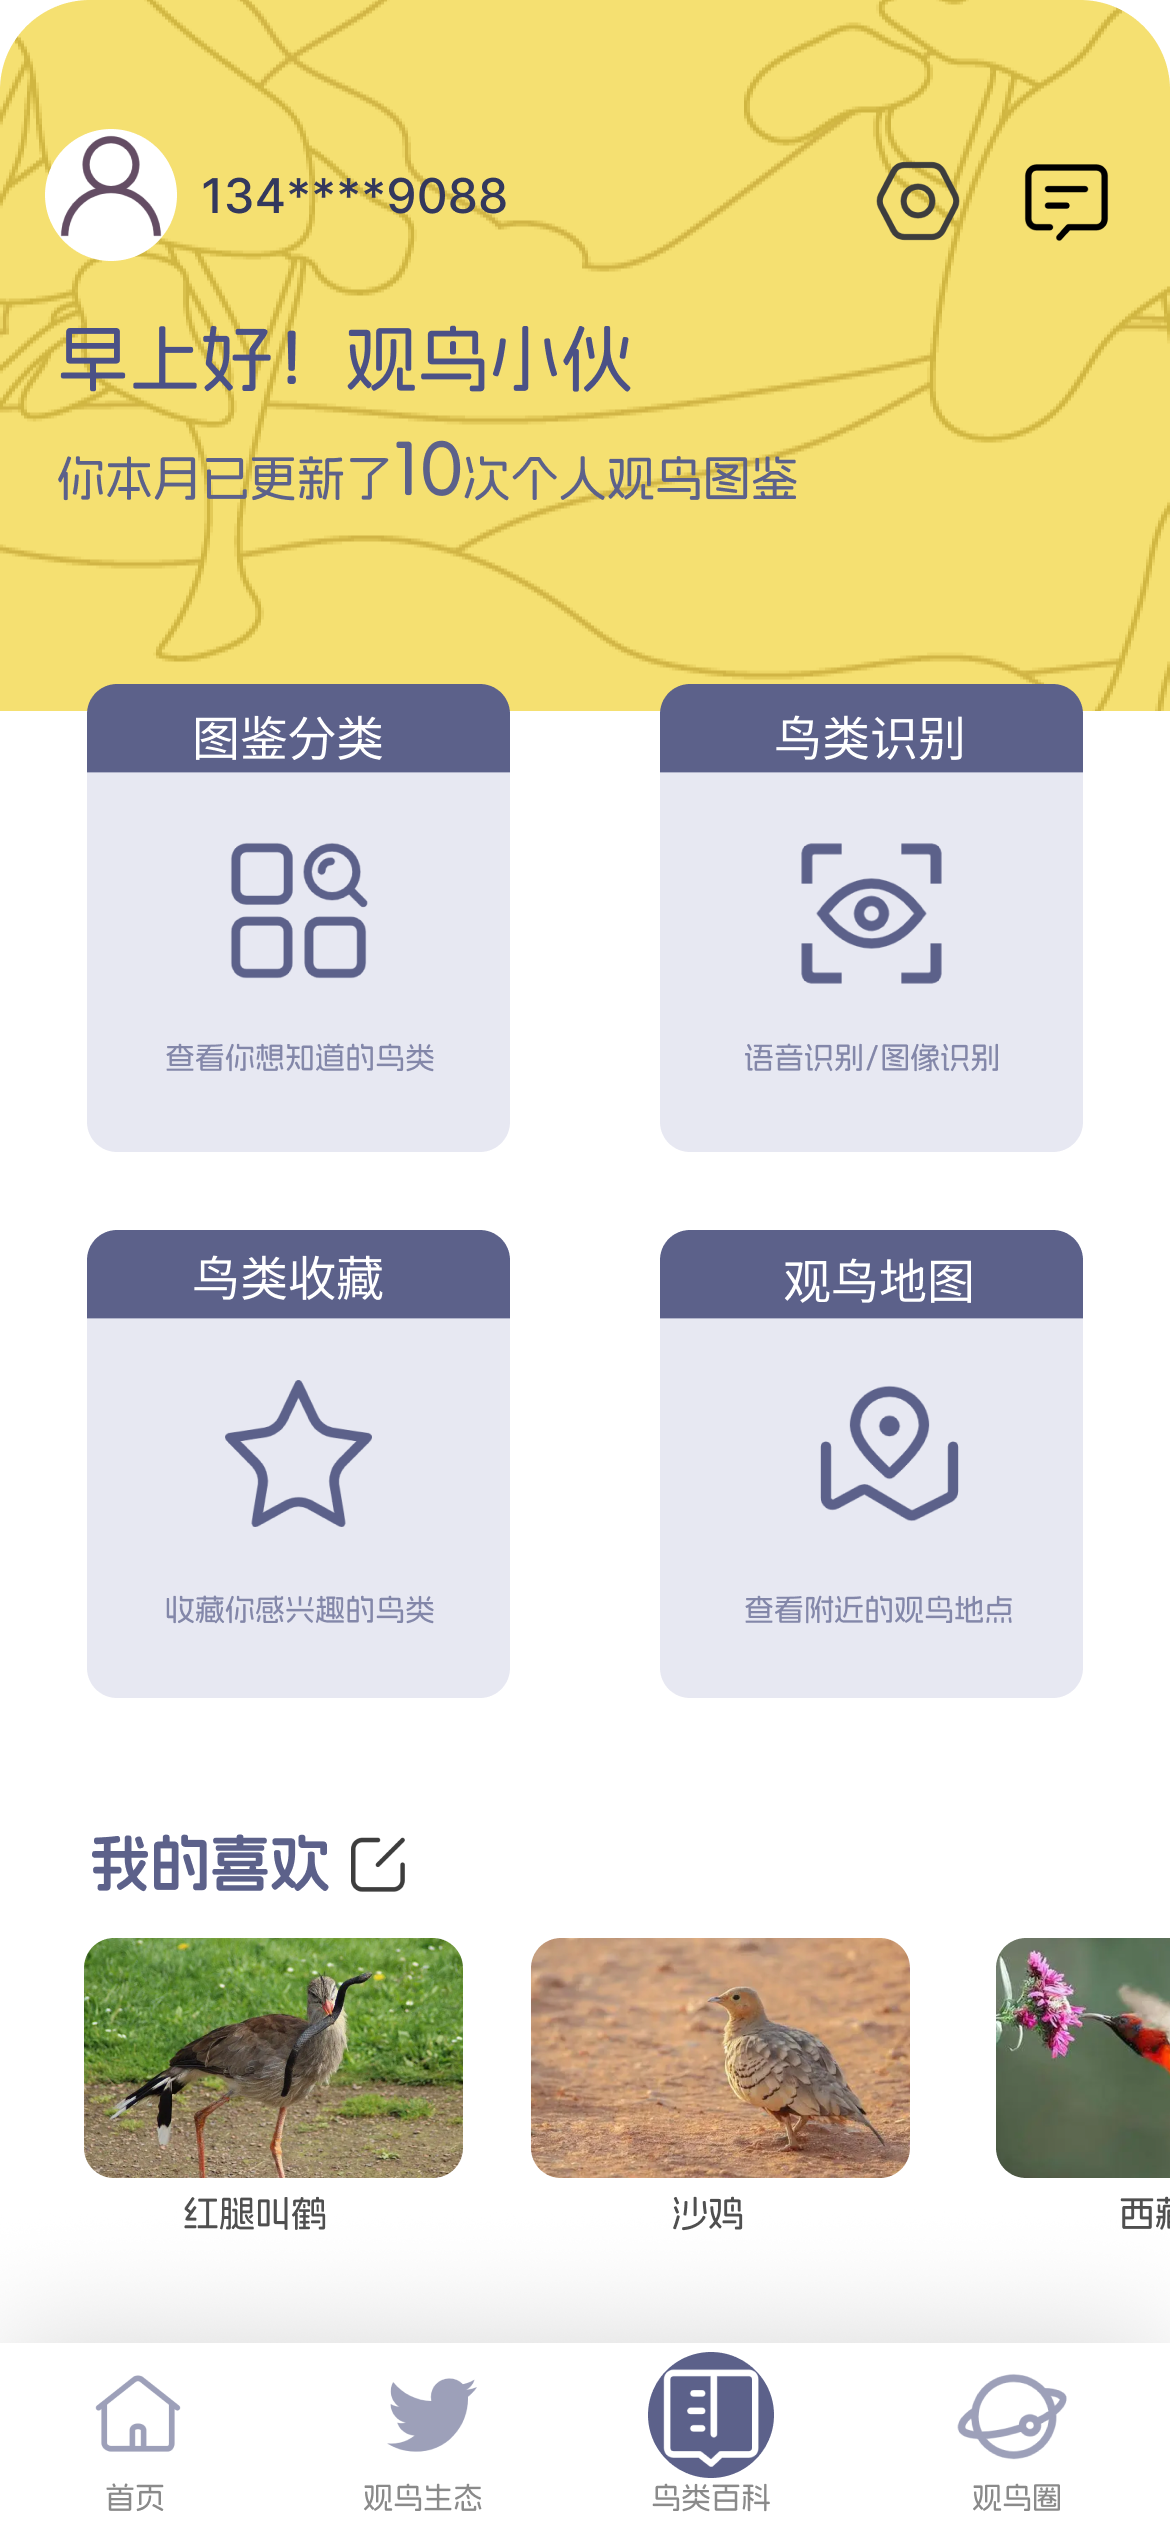 134****9088
早上好！观鸟小伙
你本月已更新了10次个人观鸟图鉴
图鉴分类
鸟类识别
查看你想知道的鸟类
语音识别/图像识别
鸟类收藏
观鸟地图
收藏你感兴趣的鸟类
查看附近的观鸟地点
我的喜欢
红腿叫鹤
沙鸡
西藏
首页
观鸟生态
鸟类百科
观鸟圈